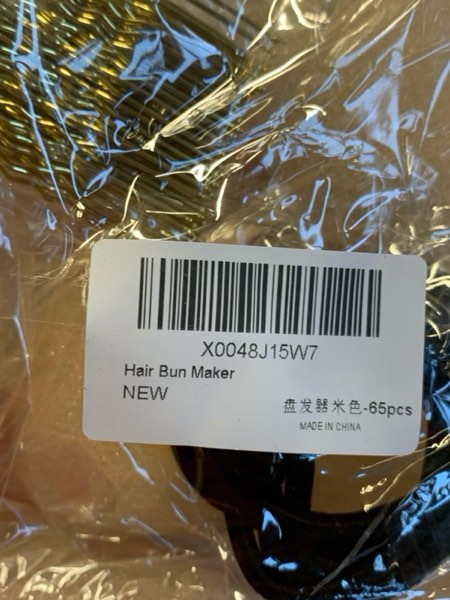 X0048J15W7
Hair Bun Maker
NEW
盘发器米色-65pcs
MADE IN CHINA